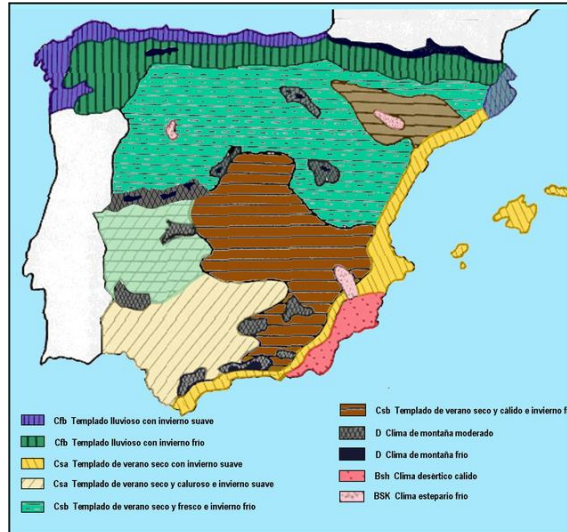 Cfb Templado lluvioso con invierno suave
Cfb Templado lluvioso con invierno frío
Csa Templado de verano seco con invierno suave
Csa Templado de verano seco y caluroso e invierno suave
Csb Templado de verano seco y fresco e invierno frío
Csb Templado de verano seco y cálido e invierno f
D Clima de montaña moderado
D Clima de montaña frío
Bsh Clima desértico cálido
BSK Clima estepario frío